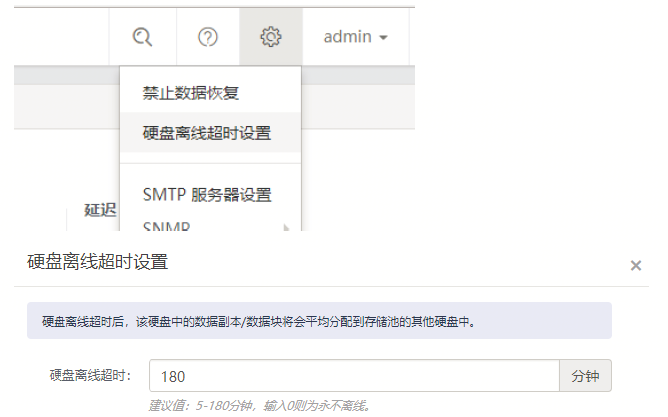 admin
禁止数据恢复
硬盘离线超时设置
SMTP 服务器设置
延迟
SNMP
硬盘离线超时设置
硬盘离线超时后，该硬盘中的数据副本/数据块将会平均分配到存储池的其他硬盘中。
硬盘离线超时： 180 分钟
建议值：5-180分钟，输入0则为永不离线。